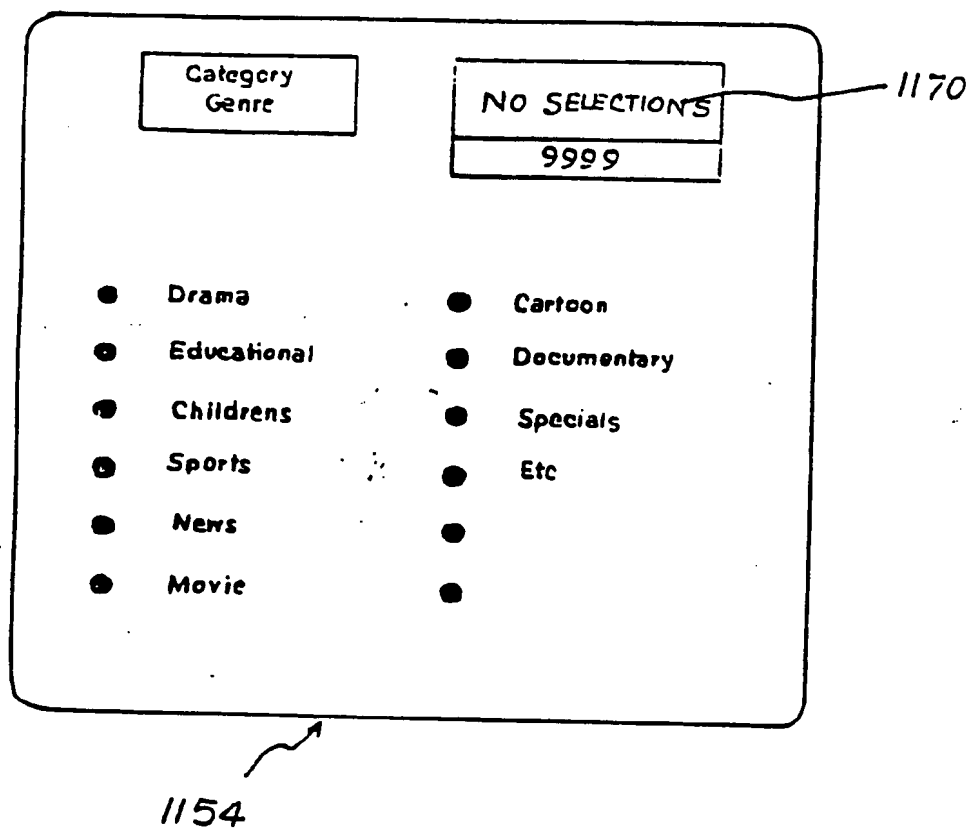 Category
Genre
NO SELECTIONS
9999
1170
Drama
Educational
Childrens
Sports
News
Movie
Cartoon
Documentary
Specials
Etc
1154